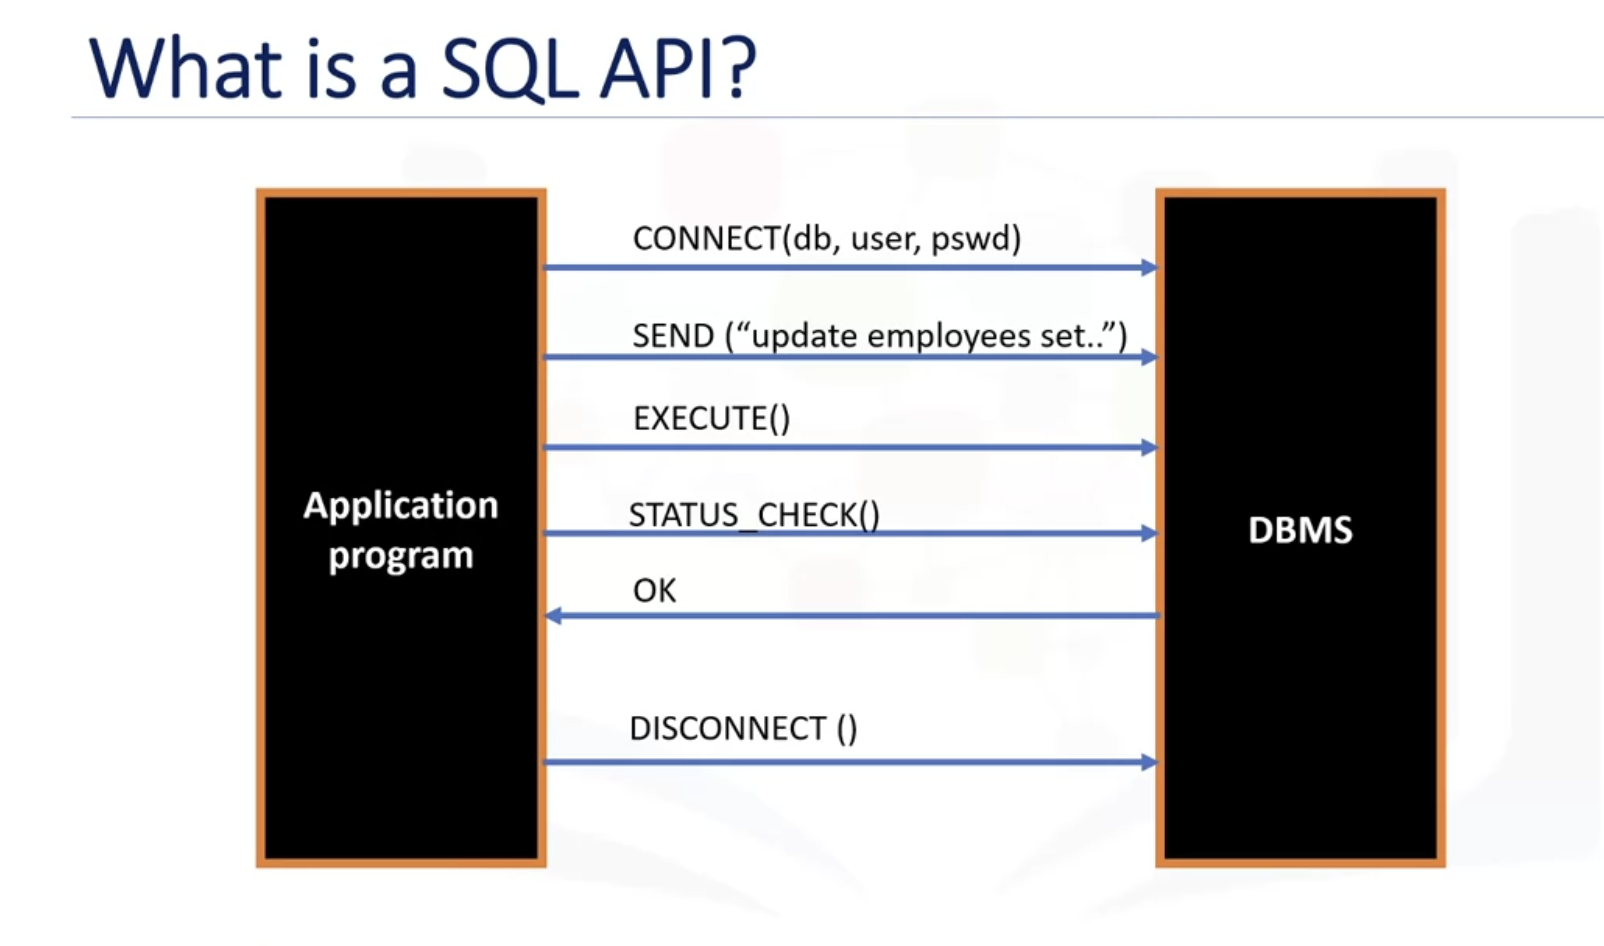 What is a SQL API?
CONNECT(db, user, pswd)
SEND (“update employees set..”)
EXECUTE()
STATUS_CHECK()
OK
DISCONNECT ()
Application
program
DBMS